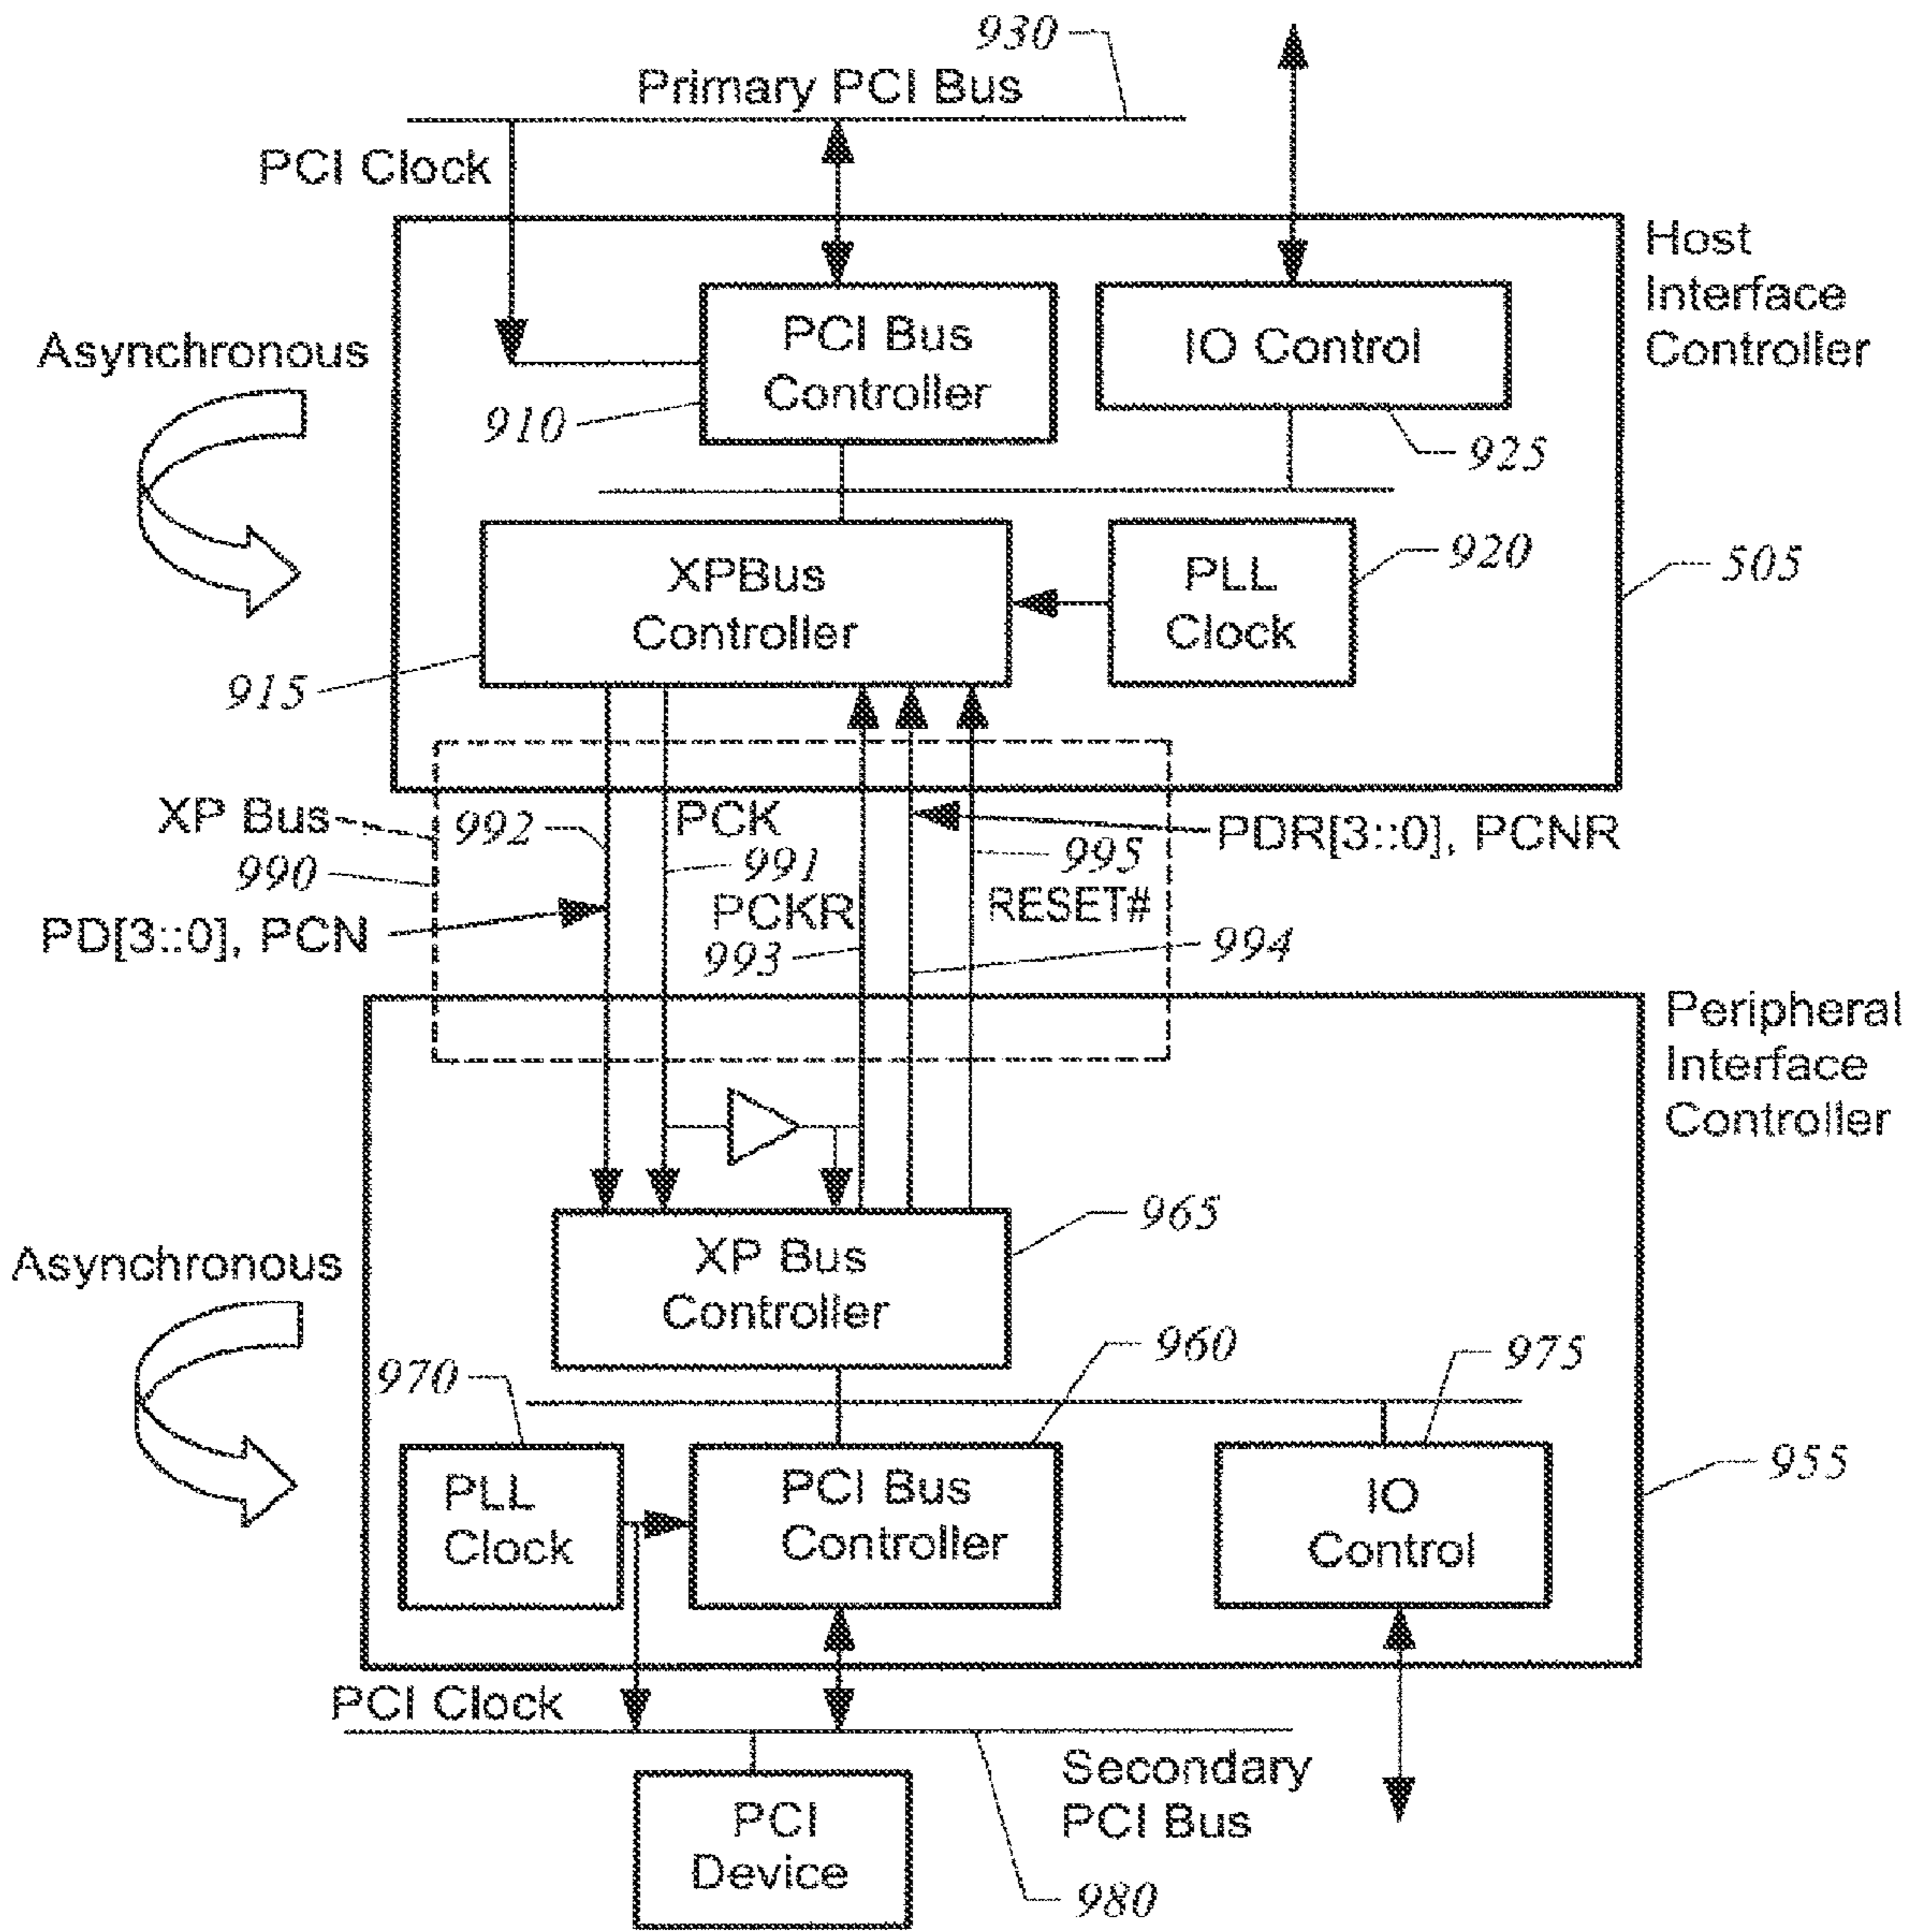 930
Primary PCI Bus
PCI Clock
Host
Interface
Controller
Asynchronous
PCI Bus
Controller
IO Control
910
925
XPBus
Controller
PLL
Clock
920
505
915
XP Bus
990
992
PCK
991
PDR[3::0], PCNR
995
RESET#
PD[3::0], PCN
PCKR
993
994
Peripheral
Interface
Controller
965
XP Bus
Controller
Asynchronous
970
960
975
PLL
Clock
PCI Bus
Controller
IO
Control
955
PCI Clock
Secondary
PCI Bus
PCI
Device
980